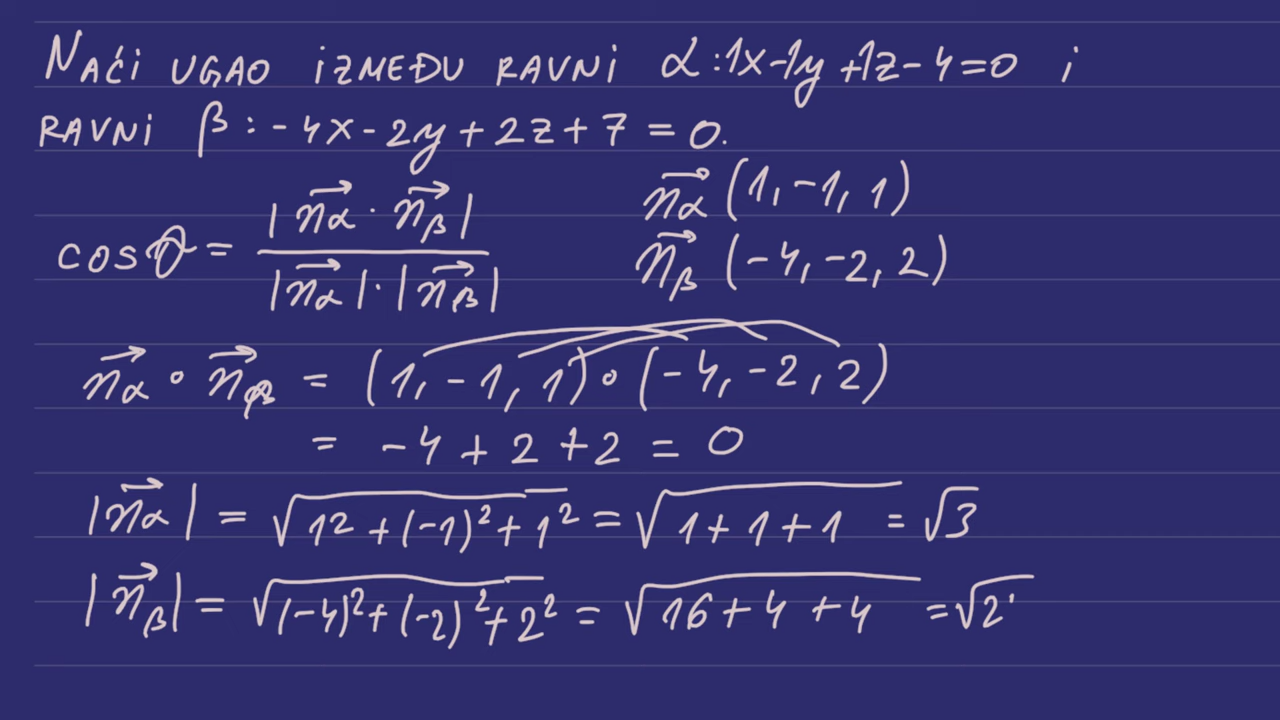 NAĆI UGAO IZMEĐU RAVNI α:1x-1y+1z-4=0 i
RAVNI β:-4x-2y+2z+7=0.
cosθ = |n⃗α · n⃗β| / |n⃗α|·|n⃗β|
n⃗α (1,-1,1)
n⃗β (-4,-2,2)
n⃗α ∘ n⃗β = (1,-1,1)∘(-4,-2,2)
= -4+2+2=0
|n⃗α| = √(1²+(-1)²+1²) = √(1+1+1) = √3
|n⃗β| = √((-4)²+(-2)²+2²) = √(16+4+4) = √2